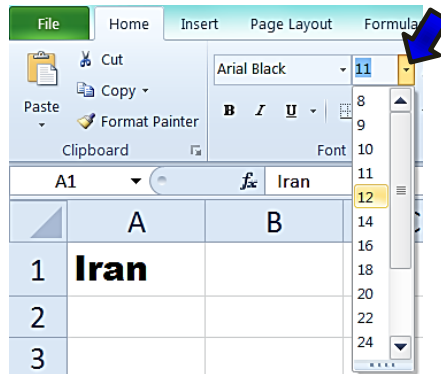 File Home Insert Page Layout Formula
Cut
Arial Black 11
Copy
Paste
B I U
Format Painter
Clipboard Font
8
9
10
11
12
14
16
18
20
22
24
A1 fx Iran
A B
1 Iran
2
3